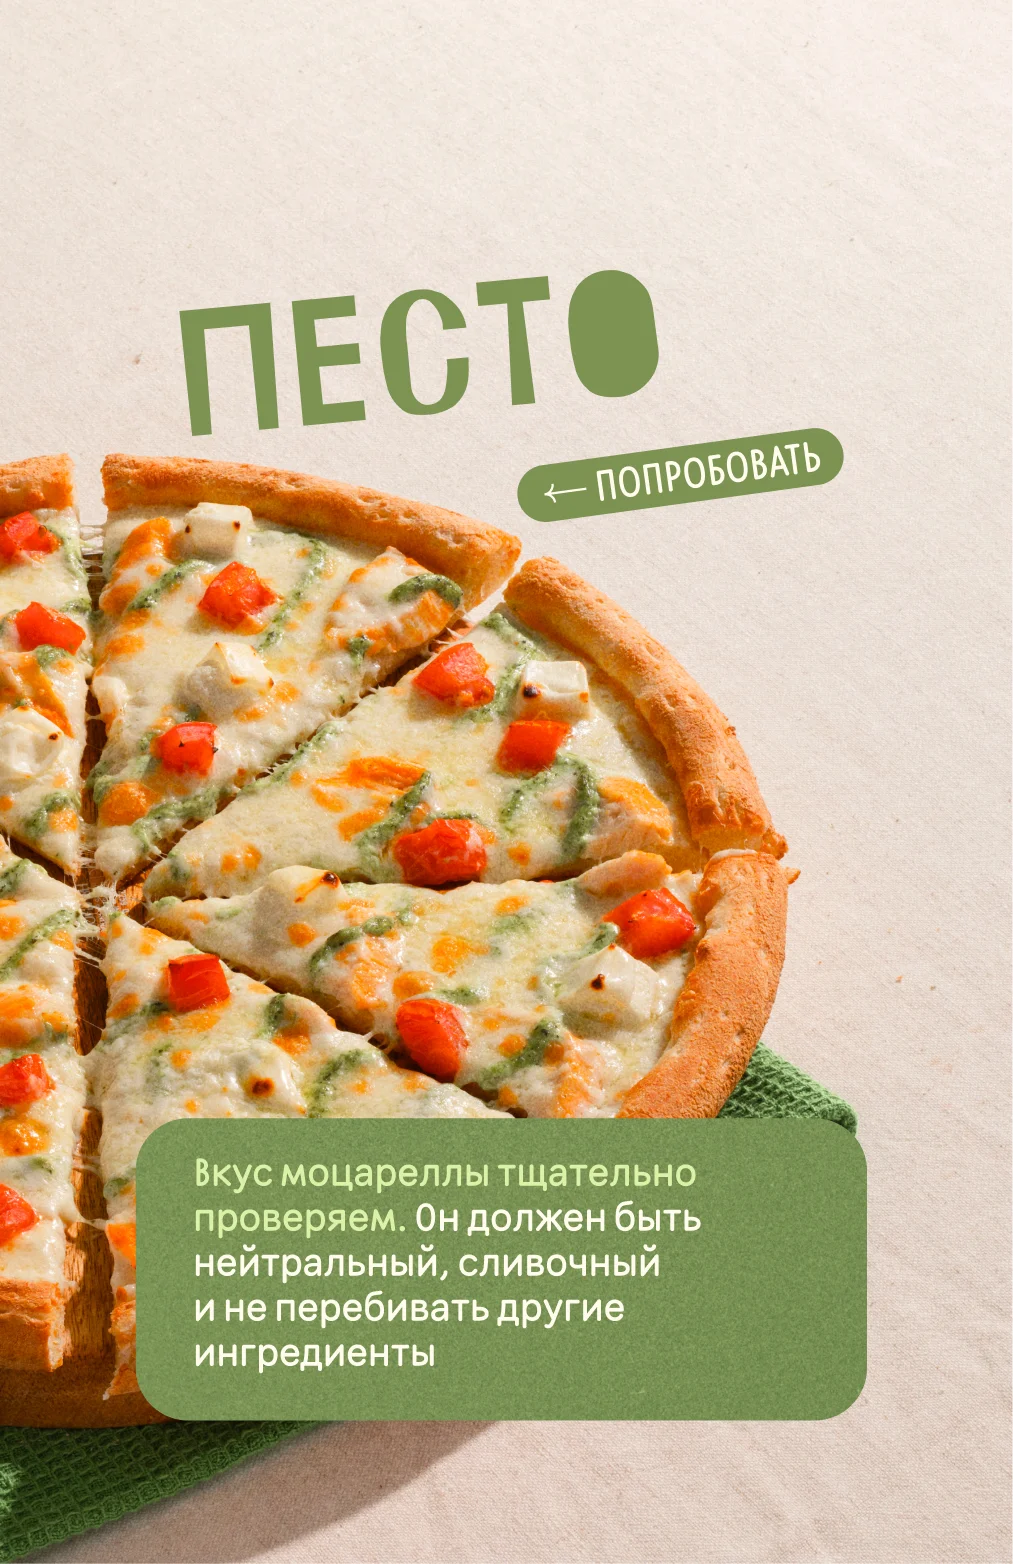 ПЕСТО
← ПОПРОБОВАТЬ
Вкус моцареллы тщательно
проверяем. Он должен быть
нейтральный, сливочный
и не перебивать другие
ингредиенты